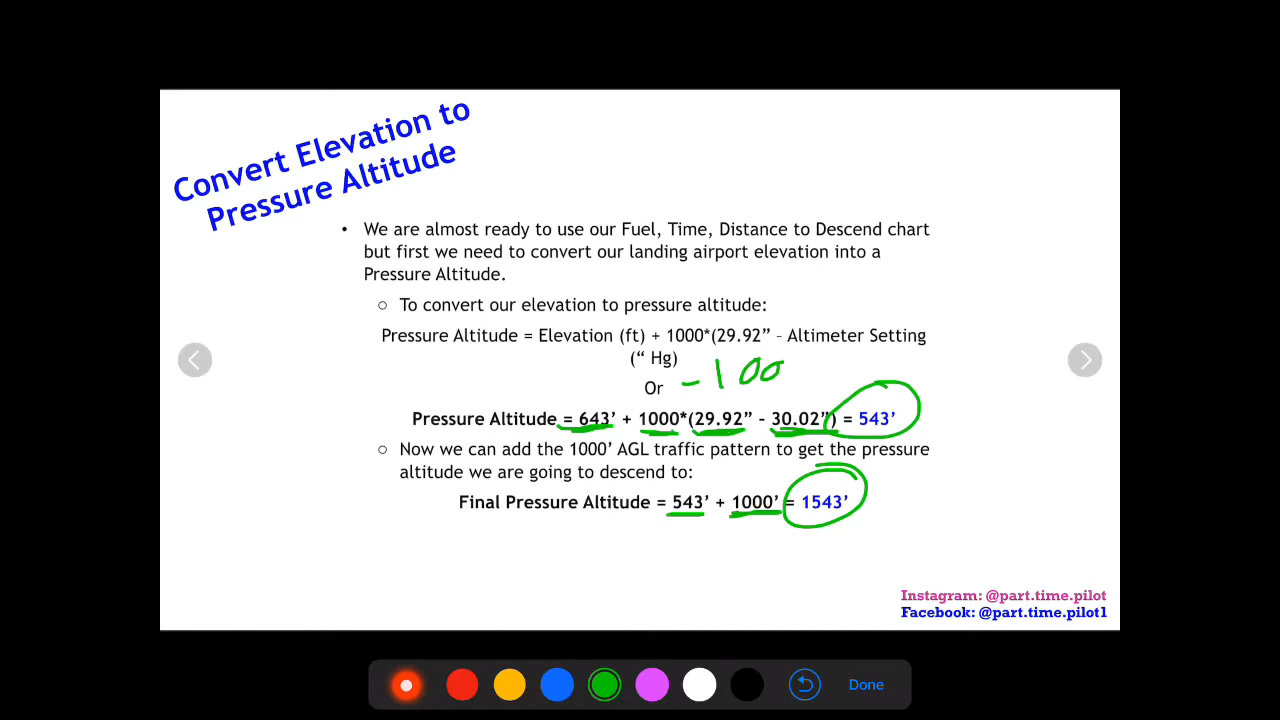 Convert Elevation to
Pressure Altitude
• We are almost ready to use our Fuel, Time, Distance to Descend chart
but first we need to convert our landing airport elevation into a
Pressure Altitude.
○ To convert our elevation to pressure altitude:
Pressure Altitude = Elevation (ft) + 1000*(29.92” – Altimeter Setting
(“ Hg)
Or
- 100
Pressure Altitude = 643’ + 1000*(29.92” – 30.02”) = 543’
○ Now we can add the 1000’ AGL traffic pattern to get the pressure
altitude we are going to descend to:
Final Pressure Altitude = 543’ + 1000’ = 1543’
Instagram: @part.time.pilot
Facebook: @part.time.pilot1
Done